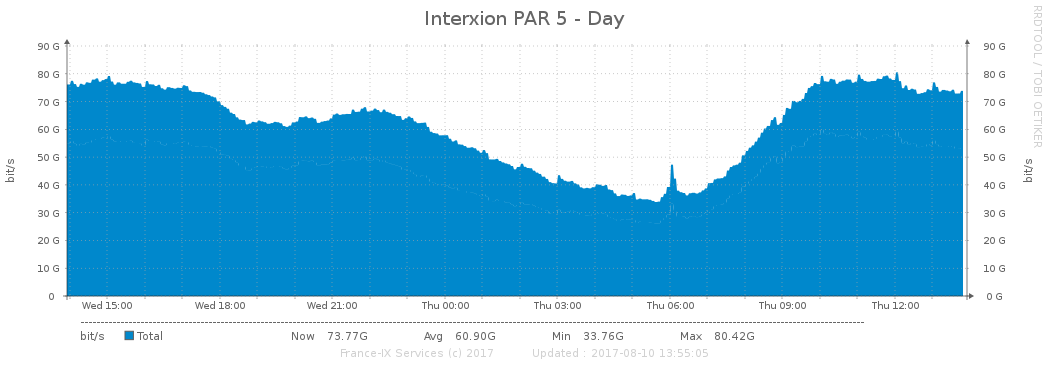 Interxion PAR 5 - Day
RRDTOOL / TOBI OETIKER
90 G 90 G
80 G 80 G
70 G 70 G
60 G 60 G
50 G 50 G
40 G 40 G
30 G 30 G
20 G 20 G
10 G 10 G
0 0 G
bit/s bit/s
Wed 15:00 Wed 18:00 Wed 21:00 Thu 00:00 Thu 03:00 Thu 06:00 Thu 09:00 Thu 12:00
bit/s Total Now 73.77G Avg 60.90G Min 33.76G Max 80.42G
France-IX Services (c) 2017 Updated : 2017-08-10 13:55:05